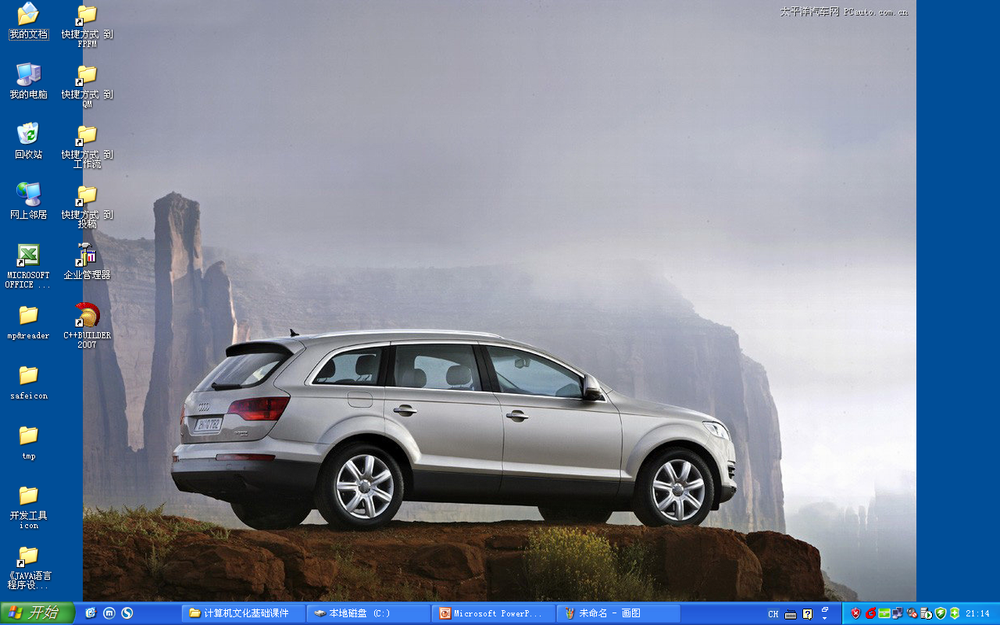 太平洋汽车网 PCauto.com.cn
我的文档
快捷方式 到
FPFM
我的电脑
快捷方式 到
QM
回收站
快捷方式 到
工作流
网上邻居
快捷方式 到
投稿
MICROSOFT
OFFICE ...
企业管理器
mp&reader
C++BUILDER
2007
safeicon
tmp
开发工具
icon
《JAVA语言
程序设...
开始
计算机文化基础课件
本地磁盘 (C:)
Microsoft PowerP...
未命名 - 画图
CH
21:14